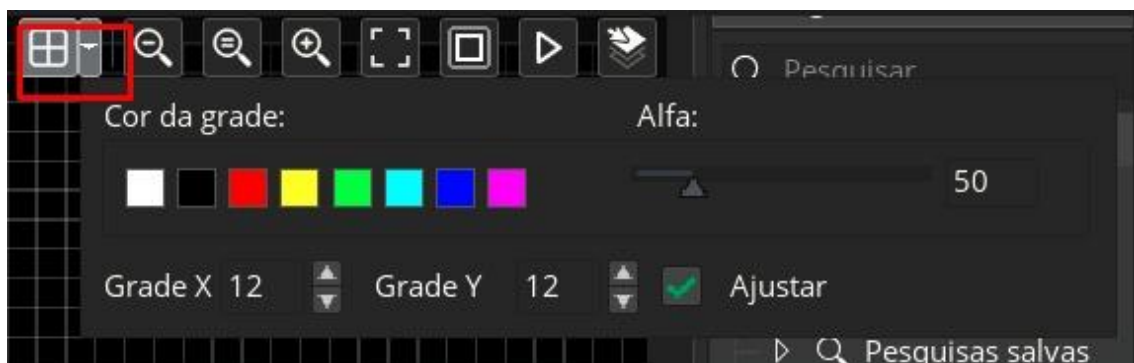 Pesquisar
Cor da grade:
Alfa:
50
Grade X 12
Grade Y 12
Ajustar
Pesquisas salvas